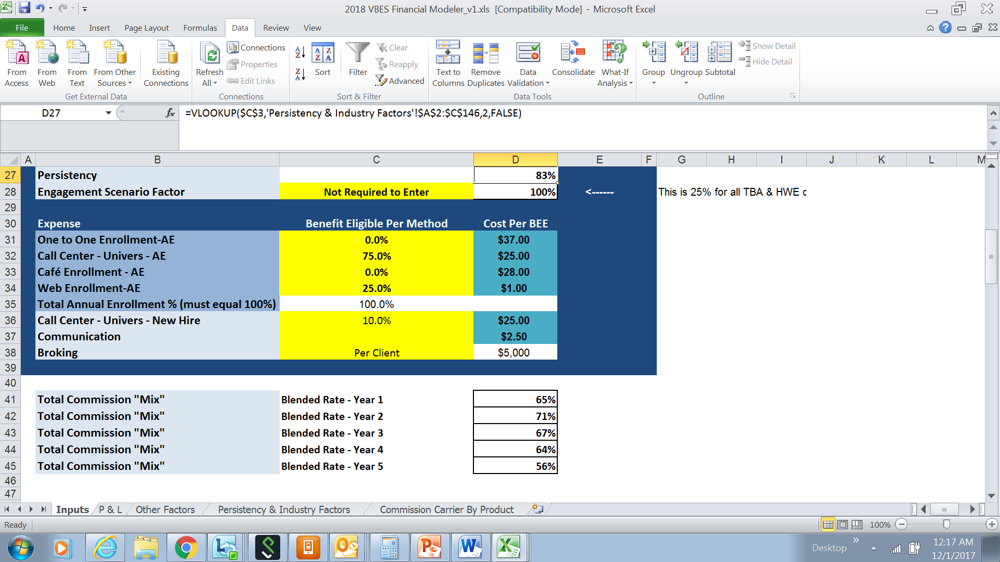 2018 VBES Financial Modeler_v1.xls [Compatibility Mode] - Microsoft Excel
File Home Insert Page Layout Formulas Data Review View
From Access
From Web
From Text
From Other Sources
Existing Connections
Get External Data
Refresh All
Connections
Properties
Edit Links
Connections
Sort
Filter
Clear
Reapply
Advanced
Sort & Filter
Text to Columns
Remove Duplicates
Data Validation
Consolidate
What-If Analysis
Data Tools
Group
Ungroup
Subtotal
Show Detail
Hide Detail
Outline
D27 fx =VLOOKUP($C$3,'Persistency & Industry Factors'!$A$2:$C$146,2,FALSE)
A B C D E F G H I J K L M
27 Persistency 83%
28 Engagement Scenario Factor Not Required to Enter 100% <------ This is 25% for all TBA & HWE c
29
30 Expense Benefit Eligible Per Method Cost Per BEE
31 One to One Enrollment-AE 0.0% $37.00
32 Call Center - Univers - AE 75.0% $25.00
33 Café Enrollment - AE 0.0% $28.00
34 Web Enrollment-AE 25.0% $1.00
35 Total Annual Enrollment % (must equal 100%) 100.0%
36 Call Center - Univers - New Hire 10.0% $25.00
37 Communication $2.50
38 Broking Per Client $5,000
39
40
41 Total Commission "Mix" Blended Rate - Year 1 65%
42 Total Commission "Mix" Blended Rate - Year 2 71%
43 Total Commission "Mix" Blended Rate - Year 3 67%
44 Total Commission "Mix" Blended Rate - Year 4 64%
45 Total Commission "Mix" Blended Rate - Year 5 56%
46
47
Inputs P & L Other Factors Persistency & Industry Factors Commission Carrier By Product
Ready 100%
Desktop 12:17 AM
12/1/2017